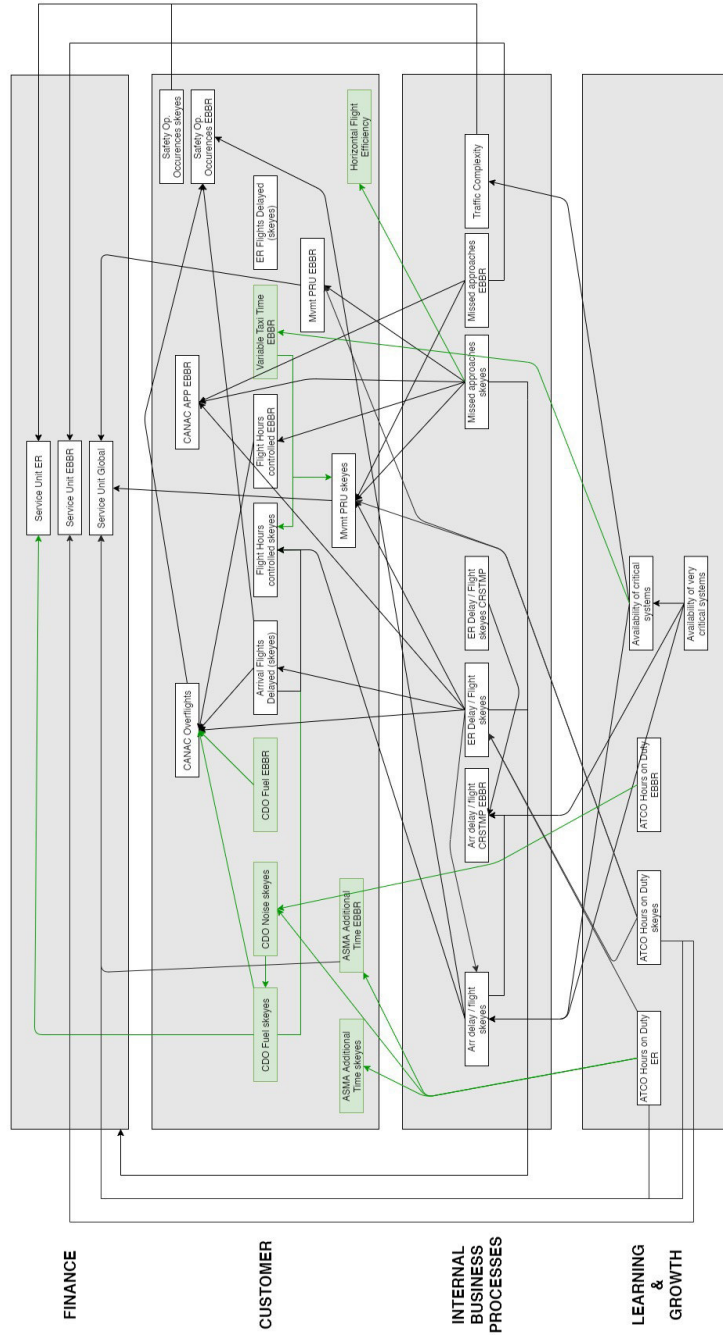 FINANCE
Service Unit ER
Service Unit EBBR
Service Unit Global
CUSTOMER
CANAC Overflights
CANAC APP EBBR
Safety Op.
Occurences skeyes
Safety Op.
Occurences EBBR
CDO Fuel skeyes
CDO Noise skeyes
CDO Fuel EBBR
Arrival Flights
Delayed (skeyes)
Flight Hours
controlled skeyes
Flight Hours
controlled EBBR
Variable Taxi Time
EBBR
ER Flights Delayed
(skeyes)
ASMA Additional
Time skeyes
ASMA Additional
Time EBBR
Mvmt PRU skeyes
Mvmt PRU EBBR
Horizontal Flight
Efficiency
INTERNAL
BUSINESS
PROCESSES
Arr delay / flight
skeyes
Arr delay / flight
CRSTMP EBBR
ER Delay / Flight
skeyes
ER Delay / Flight
skeyes CRSTMP
Missed approaches
skeyes
Missed approaches
EBBR
Traffic Complexity
LEARNING
&
GROWTH
ATCO Hours on Duty
ER
ATCO Hours on Duty
skeyes
ATCO Hours on Duty
EBBR
Availability of critical
systems
Availability of very
critical systems